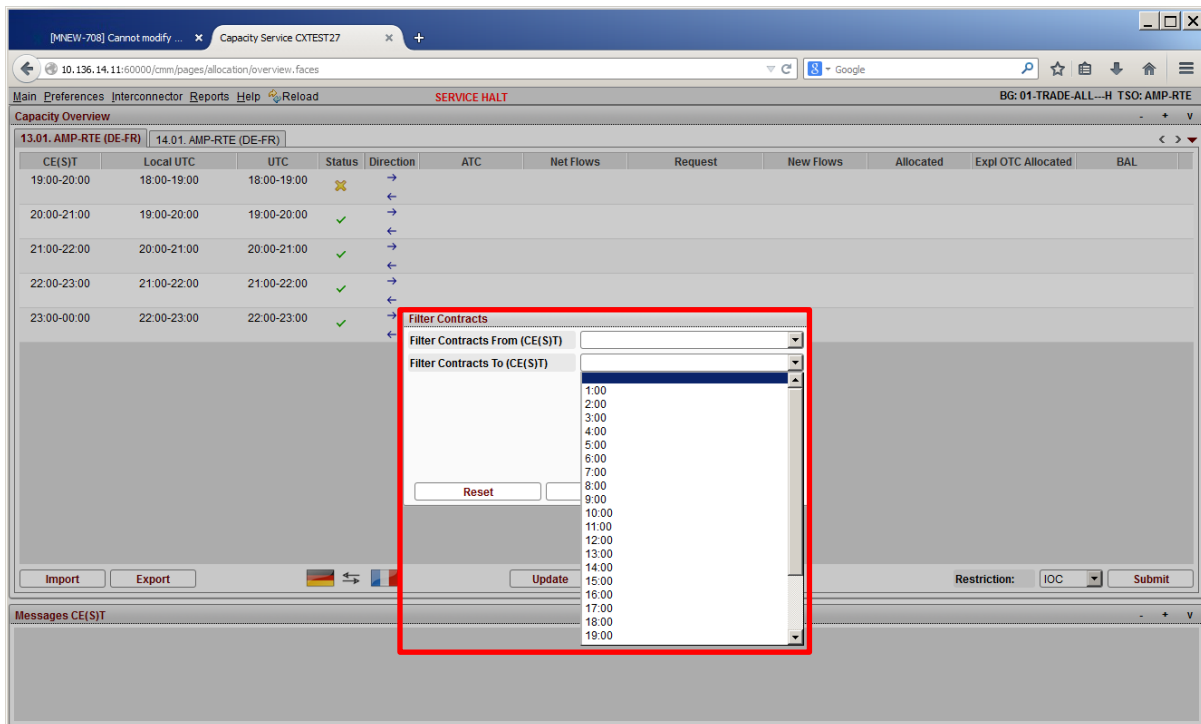 [MNEW-708] Cannot modify ... × Capacity Service CXTEST27 × +
10.136.14.11:60000/cmm/pages/allocation/overview.faces 8 Google
Main Preferences Interconnector Reports Help Reload SERVICE HALT BG: 01-TRADE-ALL---H TSO: AMP-RTE
Capacity Overview - + v
13.01. AMP-RTE (DE-FR) 14.01. AMP-RTE (DE-FR)
CE(S)T Local UTC UTC Status Direction ATC Net Flows Request New Flows Allocated Expl OTC Allocated BAL
19:00-20:00 18:00-19:00 18:00-19:00 →
←
20:00-21:00 19:00-20:00 19:00-20:00 →
←
21:00-22:00 20:00-21:00 20:00-21:00 →
←
22:00-23:00 21:00-22:00 21:00-22:00 →
←
23:00-00:00 22:00-23:00 22:00-23:00 →
←
Filter Contracts
Filter Contracts From (CE(S)T)
Filter Contracts To (CE(S)T)
1:00
2:00
3:00
4:00
5:00
6:00
7:00
8:00
Reset
9:00
10:00
11:00
12:00
13:00
14:00
15:00
16:00
17:00
18:00
19:00
Import Export Update Restriction: IOC Submit
Messages CE(S)T - + v